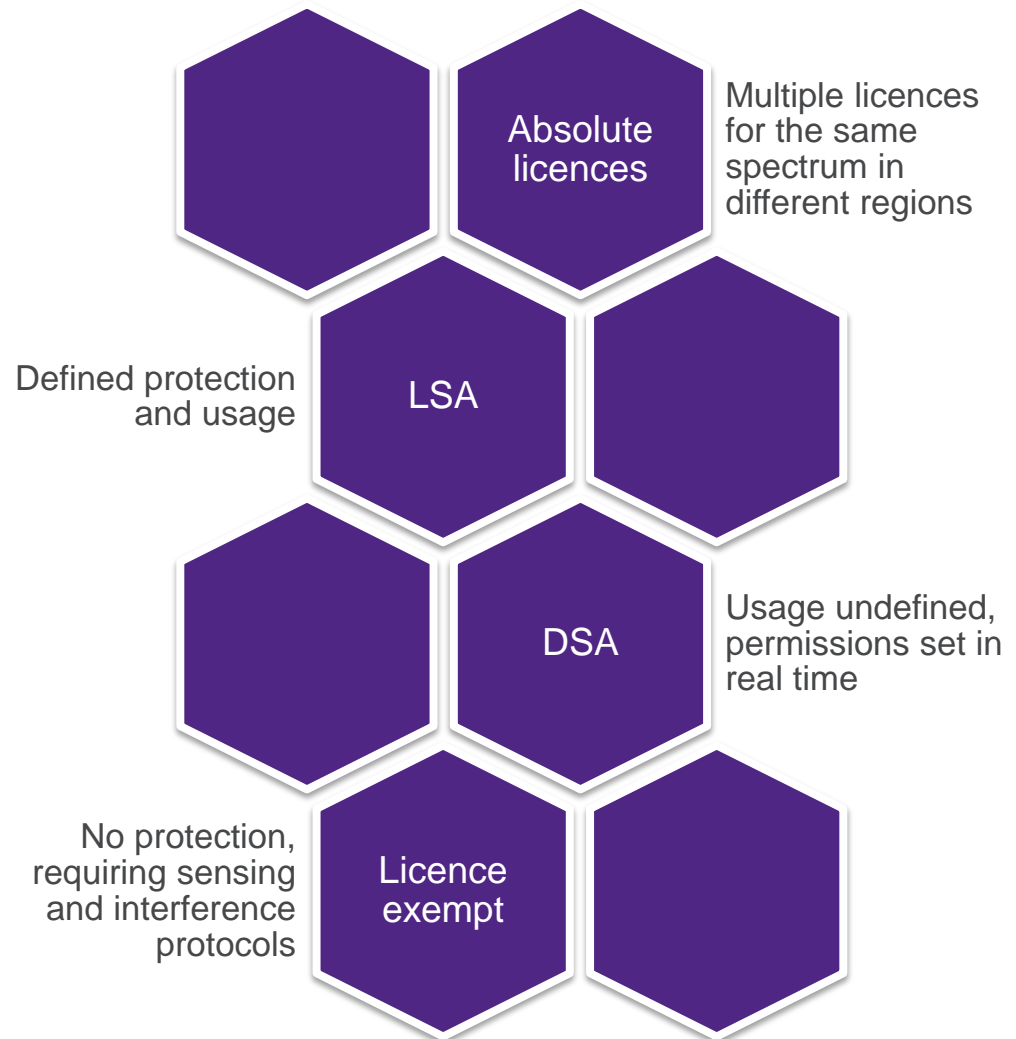 Absolute
licences
Multiple licences
for the same
spectrum in
different regions
Defined protection
and usage
LSA
DSA
Usage undefined,
permissions set in
real time
No protection,
requiring sensing
and interference
protocols
Licence
exempt